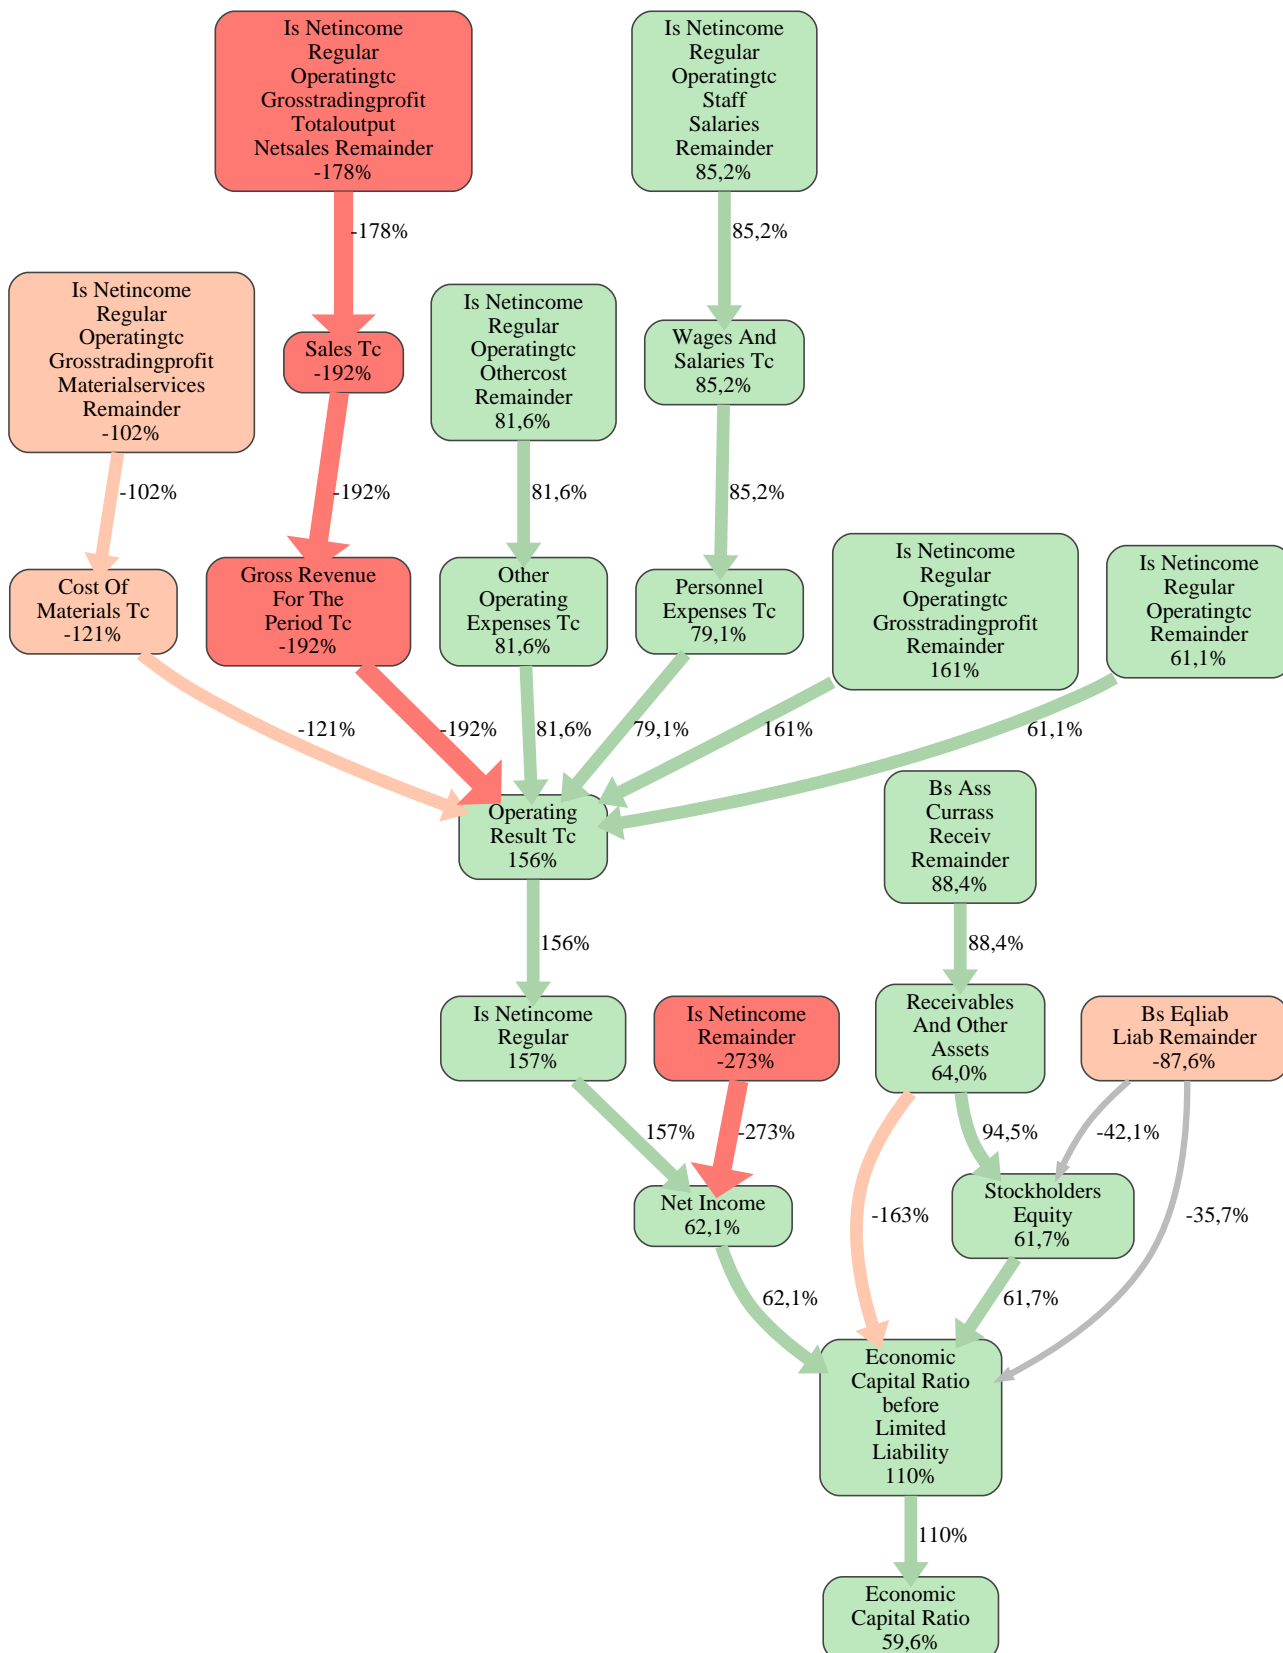 Is Netincome
Regular
Operatingtc
Grosstradingprofit
Totaloutput
Netsales Remainder
-178%
Is Netincome
Regular
Operatingtc
Staff
Salaries
Remainder
85,2%
-178%
85,2%
Is Netincome
Regular
Operatingtc
Grosstradingprofit
Materialservices
Remainder
-102%
Sales Tc
-192%
Is Netincome
Regular
Operatingtc
Othercost
Remainder
81,6%
Wages And
Salaries Tc
85,2%
-102%
-192%
81,6%
85,2%
Cost Of
Materials Tc
-121%
Gross Revenue
For The
Period Tc
-192%
Other
Operating
Expenses Tc
81,6%
Personnel
Expenses Tc
79,1%
Is Netincome
Regular
Operatingtc
Grosstradingprofit
Remainder
161%
Is Netincome
Regular
Operatingtc
Remainder
61,1%
-121%
-192%
81,6%
79,1%
161%
61,1%
Operating
Result Tc
156%
Bs Ass
Currass
Receiv
Remainder
88,4%
156%
88,4%
Is Netincome
Regular
157%
Is Netincome
Remainder
-273%
Receivables
And Other
Assets
64,0%
Bs Eqliab
Liab Remainder
-87,6%
157%
-273%
94,5%
-42,1%
Net Income
62,1%
-163%
Stockholders
Equity
61,7%
-35,7%
62,1%
61,7%
Economic
Capital Ratio
before
Limited
Liability
110%
110%
Economic
Capital Ratio
59,6%